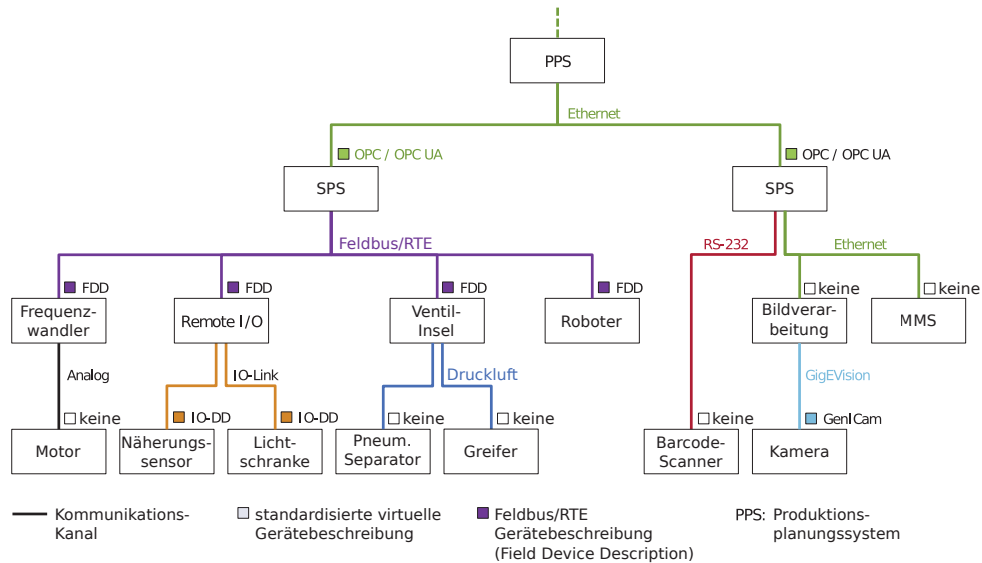 PPS
Ethernet
OPC / OPC UA
OPC / OPC UA
SPS
SPS
Feldbus/RTE
RS-232
Ethernet
FDD
FDD
FDD
FDD
keine
keine
Frequenz-
wandler
Remote I/O
Ventil-
Insel
Roboter
Bildverar-
beitung
MMS
Analog
IO-Link
Druckluft
GigEVision
keine
IO-DD
IO-DD
keine
keine
keine
GenICam
Motor
Näherungs-
sensor
Licht-
schranke
Pneum.
Separator
Greifer
Barcode-
Scanner
Kamera
Kommunikations-
Kanal
standardisierte virtuelle
Gerätebeschreibung
Feldbus/RTE
Gerätebeschreibung
(Field Device Description)
PPS: Produktions-
planungssystem